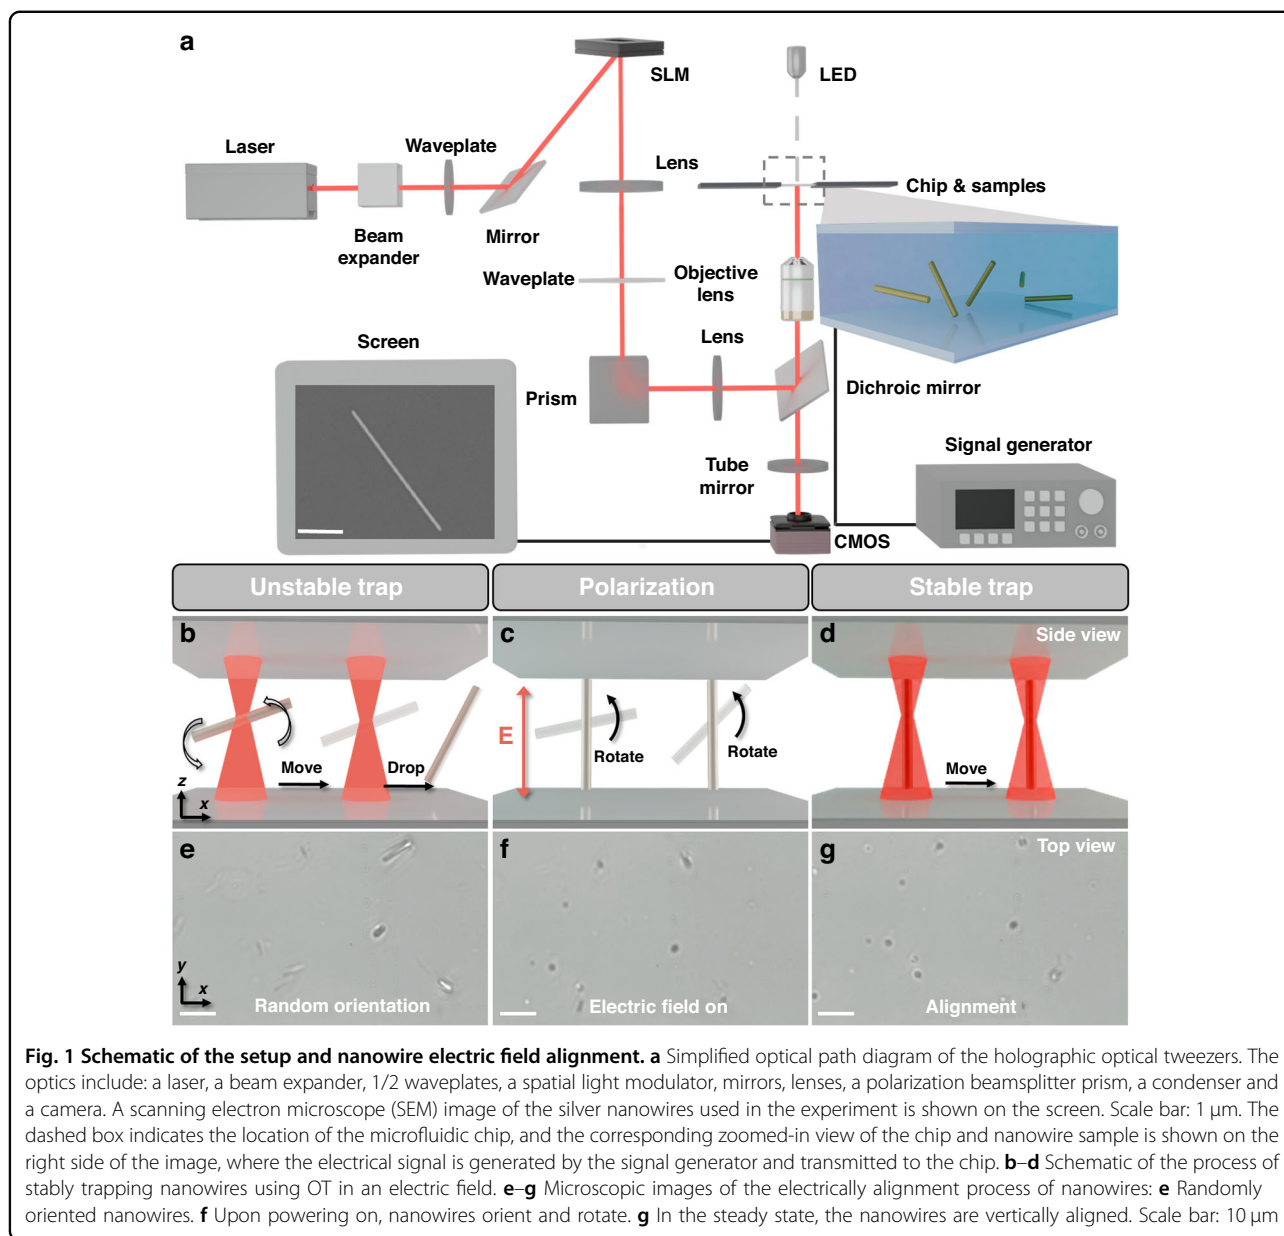 a
SLM
LED
Laser
Waveplate
Lens
Chip & samples
Beam
expander
Mirror
Waveplate
Objective
lens
Screen
Lens
Prism
Dichroic mirror
Signal generator
Tube
mirror
CMOS
Unstable trap
Polarization
Stable trap
b
c
d
Side view
E
Rotate
Rotate
Move
Drop
Move
z
x
e
f
g
Top view
y
x
Random orientation
Electric field on
Alignment
Fig. 1 Schematic of the setup and nanowire electric field alignment. a Simplified optical path diagram of the holographic optical tweezers. The
optics include: a laser, a beam expander, 1/2 waveplates, a spatial light modulator, mirrors, lenses, a polarization beamsplitter prism, a condenser and
a camera. A scanning electron microscope (SEM) image of the silver nanowires used in the experiment is shown on the screen. Scale bar: 1 μm. The
dashed box indicates the location of the microfluidic chip, and the corresponding zoomed-in view of the chip and nanowire sample is shown on the
right side of the image, where the electrical signal is generated by the signal generator and transmitted to the chip. b–d Schematic of the process of
stably trapping nanowires using OT in an electric field. e–g Microscopic images of the electrically alignment process of nanowires: e Randomly
oriented nanowires. f Upon powering on, nanowires orient and rotate. g In the steady state, the nanowires are vertically aligned. Scale bar: 10 μm